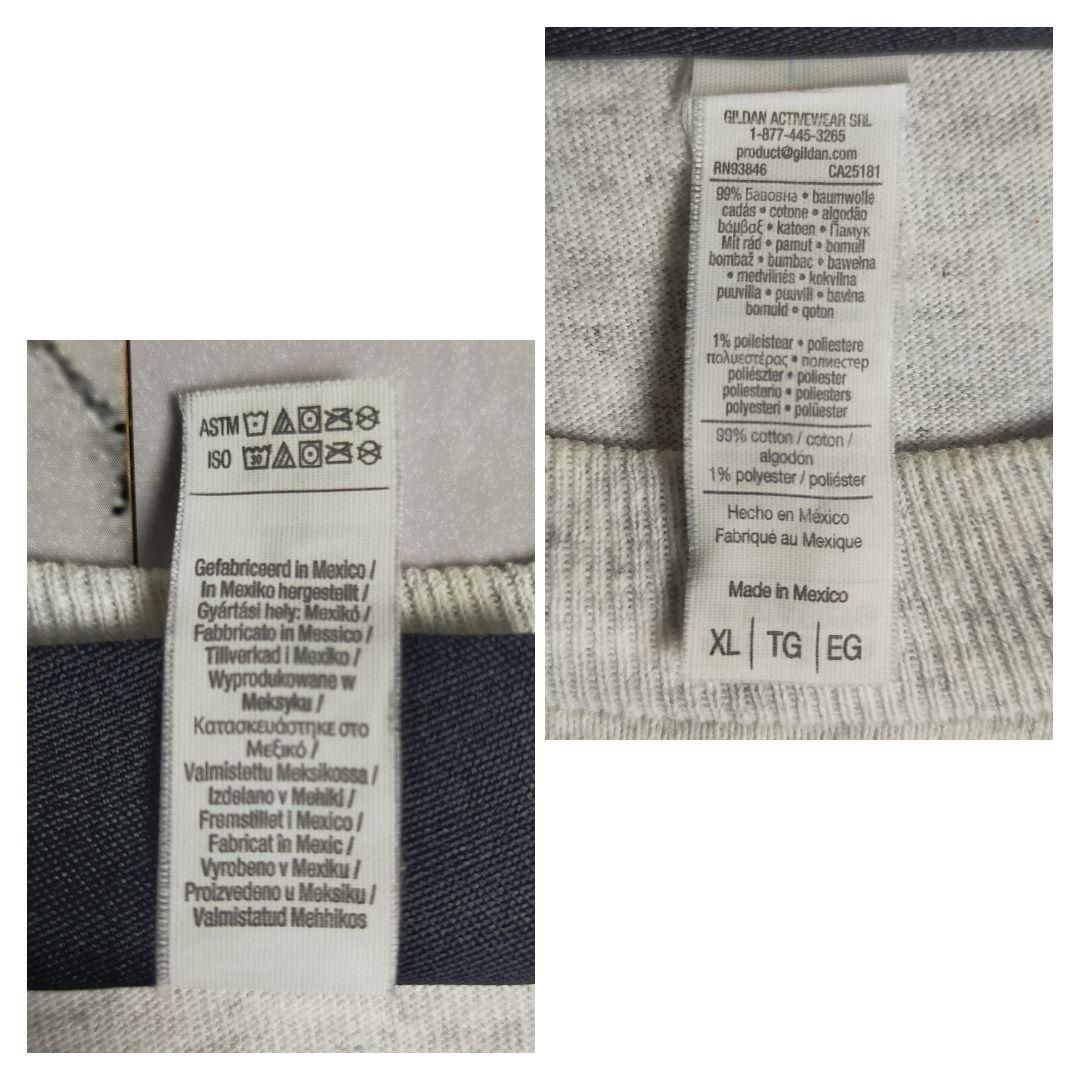 ASTM
ISO 30
Gefabriceerd in Mexico /
In Mexiko hergestellt /
Gyártási hely: Mexikó /
Fabbricato in Messico /
Tillverkad i Mexiko /
Wyprodukowane w
Meksyku /
Κατασκευάστηκε στο
Μεξικό /
Valmistettu Meksikossa /
Izdelano v Mehiki /
Fremstillet i Mexico /
Fabricat în Mexic /
Vyrobeno v Mexiku /
Proizvedeno u Meksiku /
Valmistatud Mehhikos
GILDAN ACTIVEWEAR SRL
1-877-445-3265
product@gildan.com
RN93846 CA25181
99% Бавовна • baumwolle
cadás • cotone • algodão
βάμβαξ • katoen • Памук
Mit rád • pamut • bomull
bombaž • bumbac • bawełna
• medvilnés • kokvilna
puuvilla • puuvill • bavlna
bomuld • qoton
1% poileistear • poliestere
πολυεστέρας • полиестер
poliészter • poliester
poliesterio • poliesters
polyesteri • polüester
99% cotton / coton /
algodón
1% polyester / poliéster
Hecho en México
Fabriqué au Mexique
Made in Mexico
XL | TG | EG